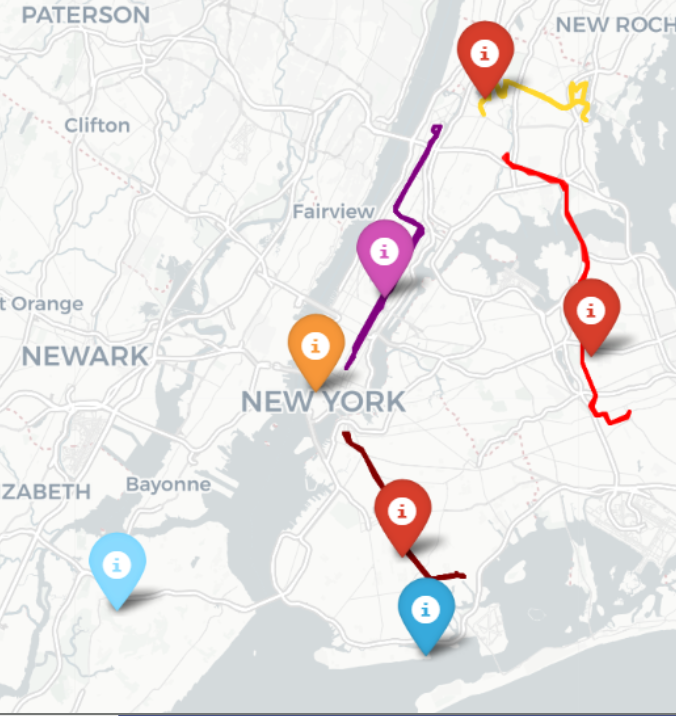 PATERSON
NEW ROCH
i
Clifton
Fairview
i
t Orange
i
i
NEWARK
NEW YORK
ZABETH
Bayonne
i
i
i